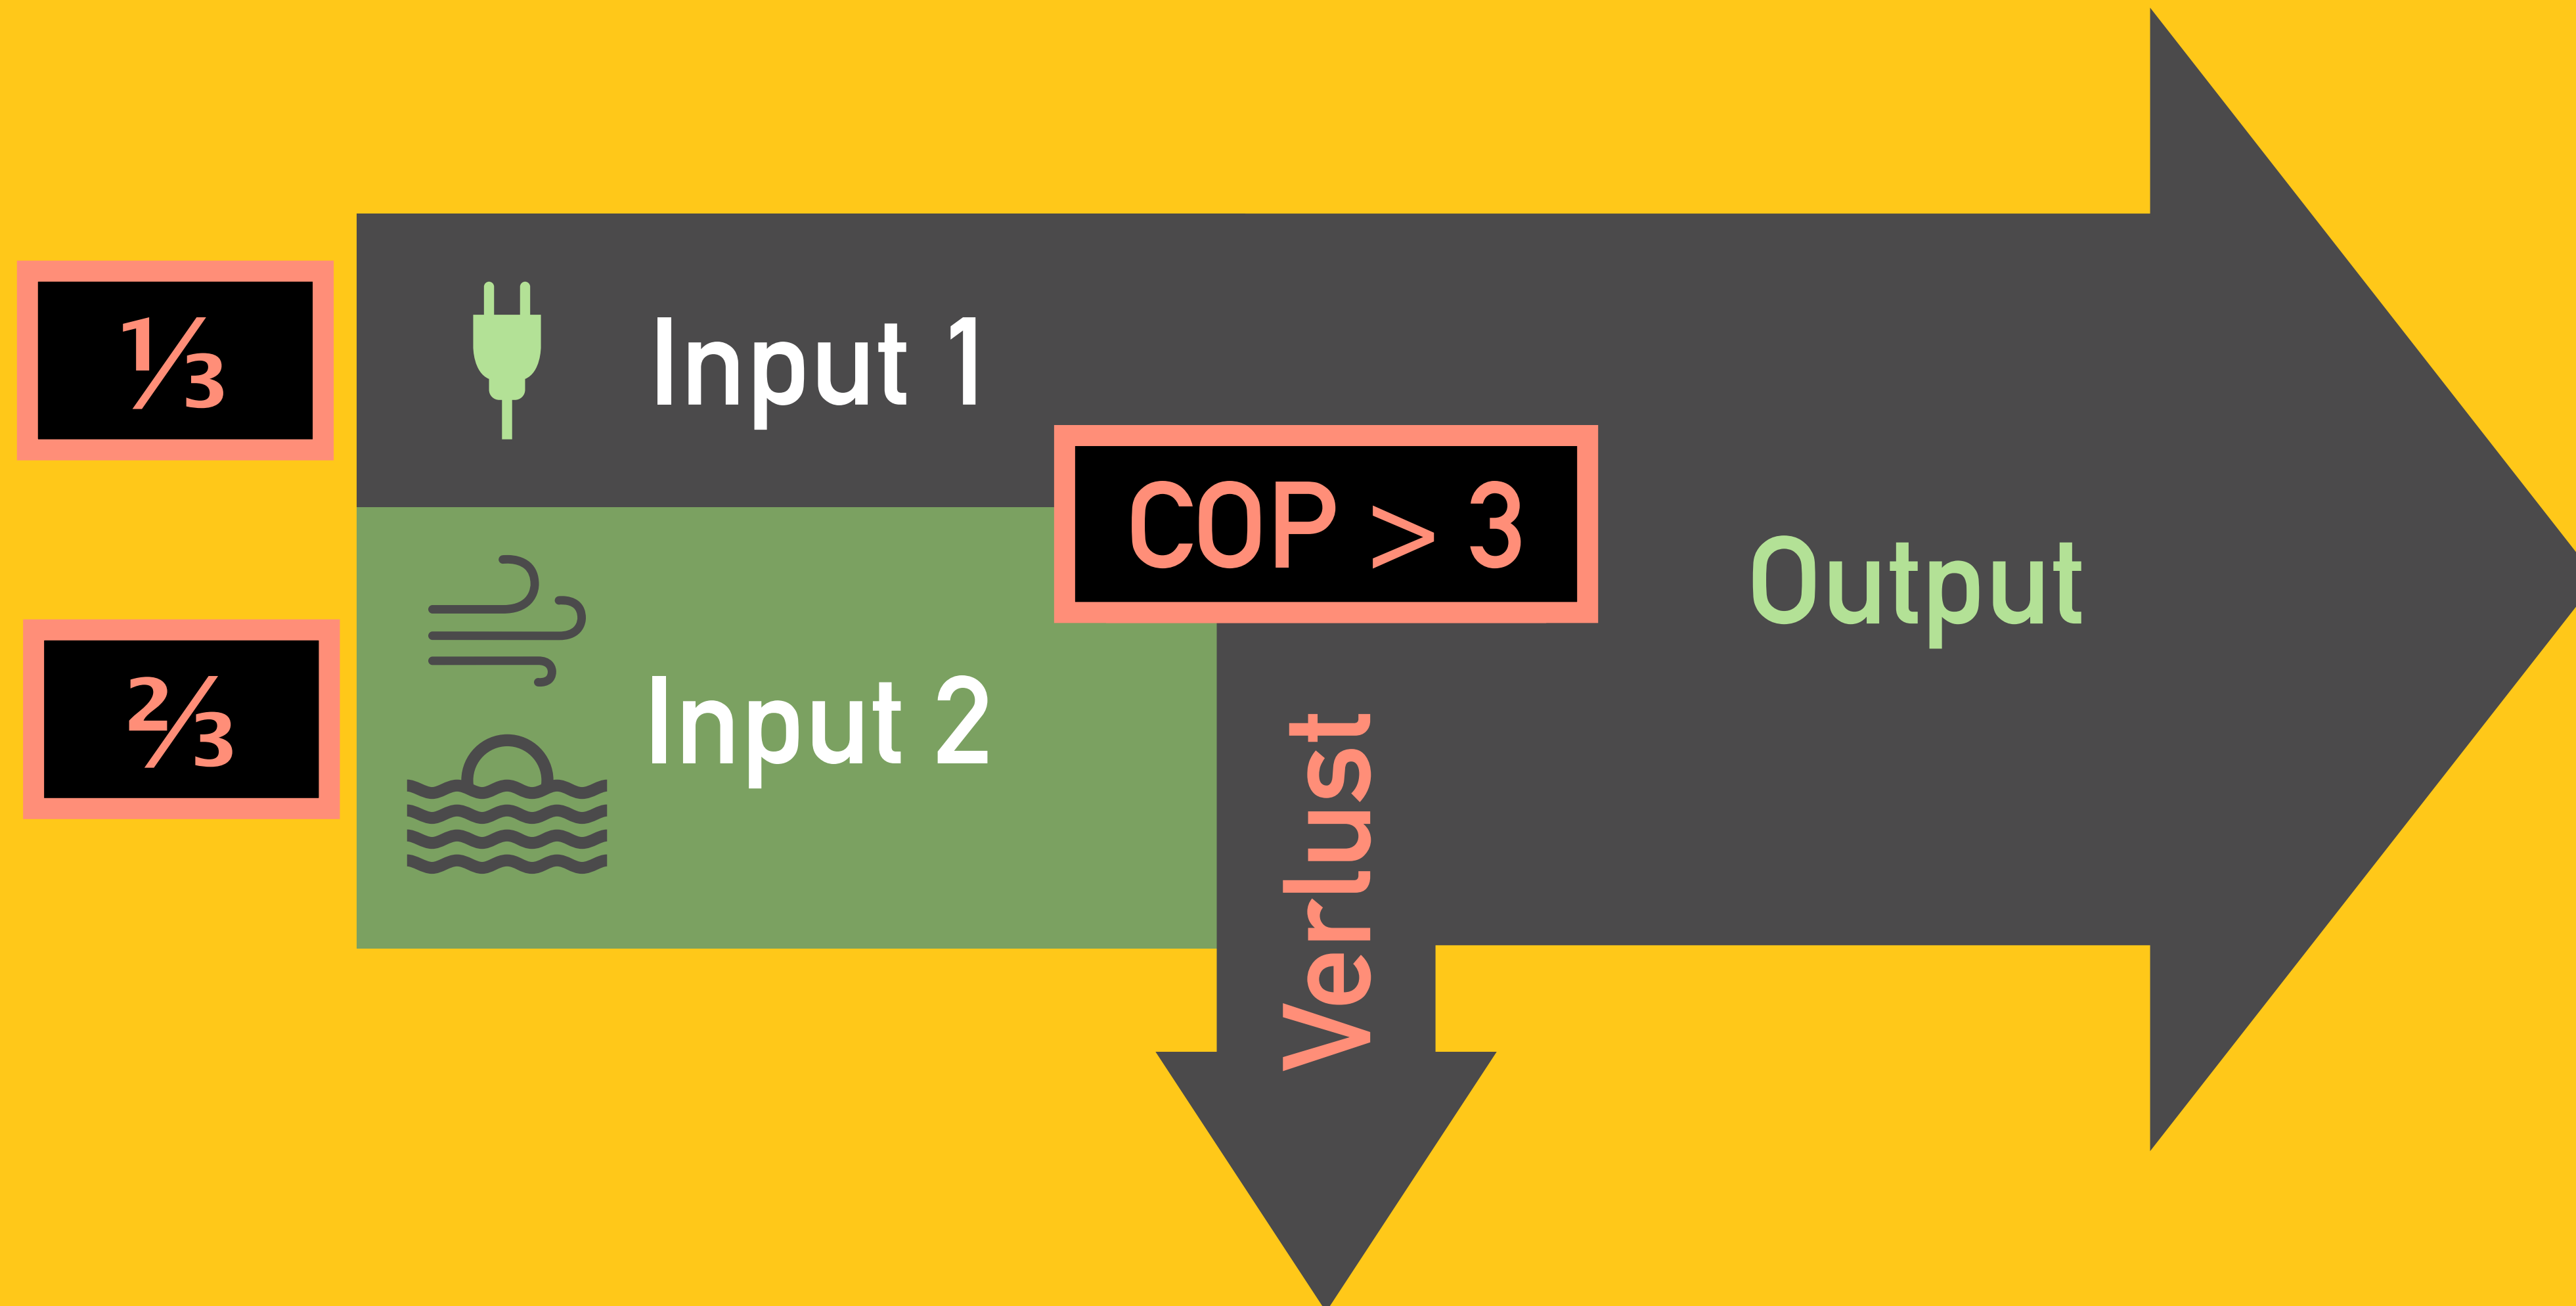 ⅓
Input 1
COP > 3
Output
⅔
Input 2
Verlust